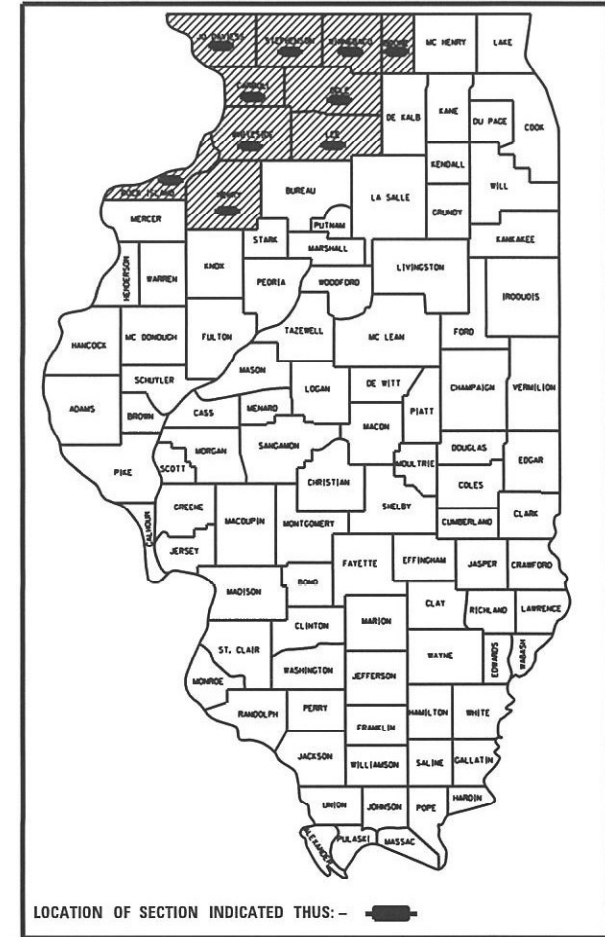 JO DAVIESS STEPHENSON WINNEBAGO BOONE MC HENRY LAKE
CARROLL OGLE
DE KALB KANE DU PAGE COOK
WHITESIDE LEE
KENDALL WILL
ROCK ISLAND HENRY BUREAU LA SALLE GRUNDY
MERCER PUTNAM KANKAKEE
STARK MARSHALL
HENDERSON WARREN KNOX PEORIA WOODFORD LIVINGSTON IROQUOIS
HANCOCK MC DONOUGH FULTON TAZEWELL MC LEAN FORD
SCHUYLER MASON
ADAMS BROWN CASS MENARD LOGAN DE WITT PIATT CHAMPAIGN VERMILION
MACON
PIKE SCOTT MORGAN SANGAMON CHRISTIAN MOULTRIE DOUGLAS EDGAR
COLES
CALHOUN GREENE MACOUPIN MONTGOMERY SHELBY CUMBERLAND CLARK
JERSEY
FAYETTE EFFINGHAM JASPER CRAWFORD
MADISON BOND
CLAY RICHLAND LAWRENCE
CLINTON MARION
ST. CLAIR WAYNE EDWARDS WABASH
MONROE WASHINGTON JEFFERSON
RANDOLPH PERRY HAMILTON WHITE
FRANKLIN
JACKSON WILLIAMSON SALINE GALLATIN
UNION JOHNSON POPE HARDIN
ALEXANDER PULASKI MASSAC
LOCATION OF SECTION INDICATED THUS: –